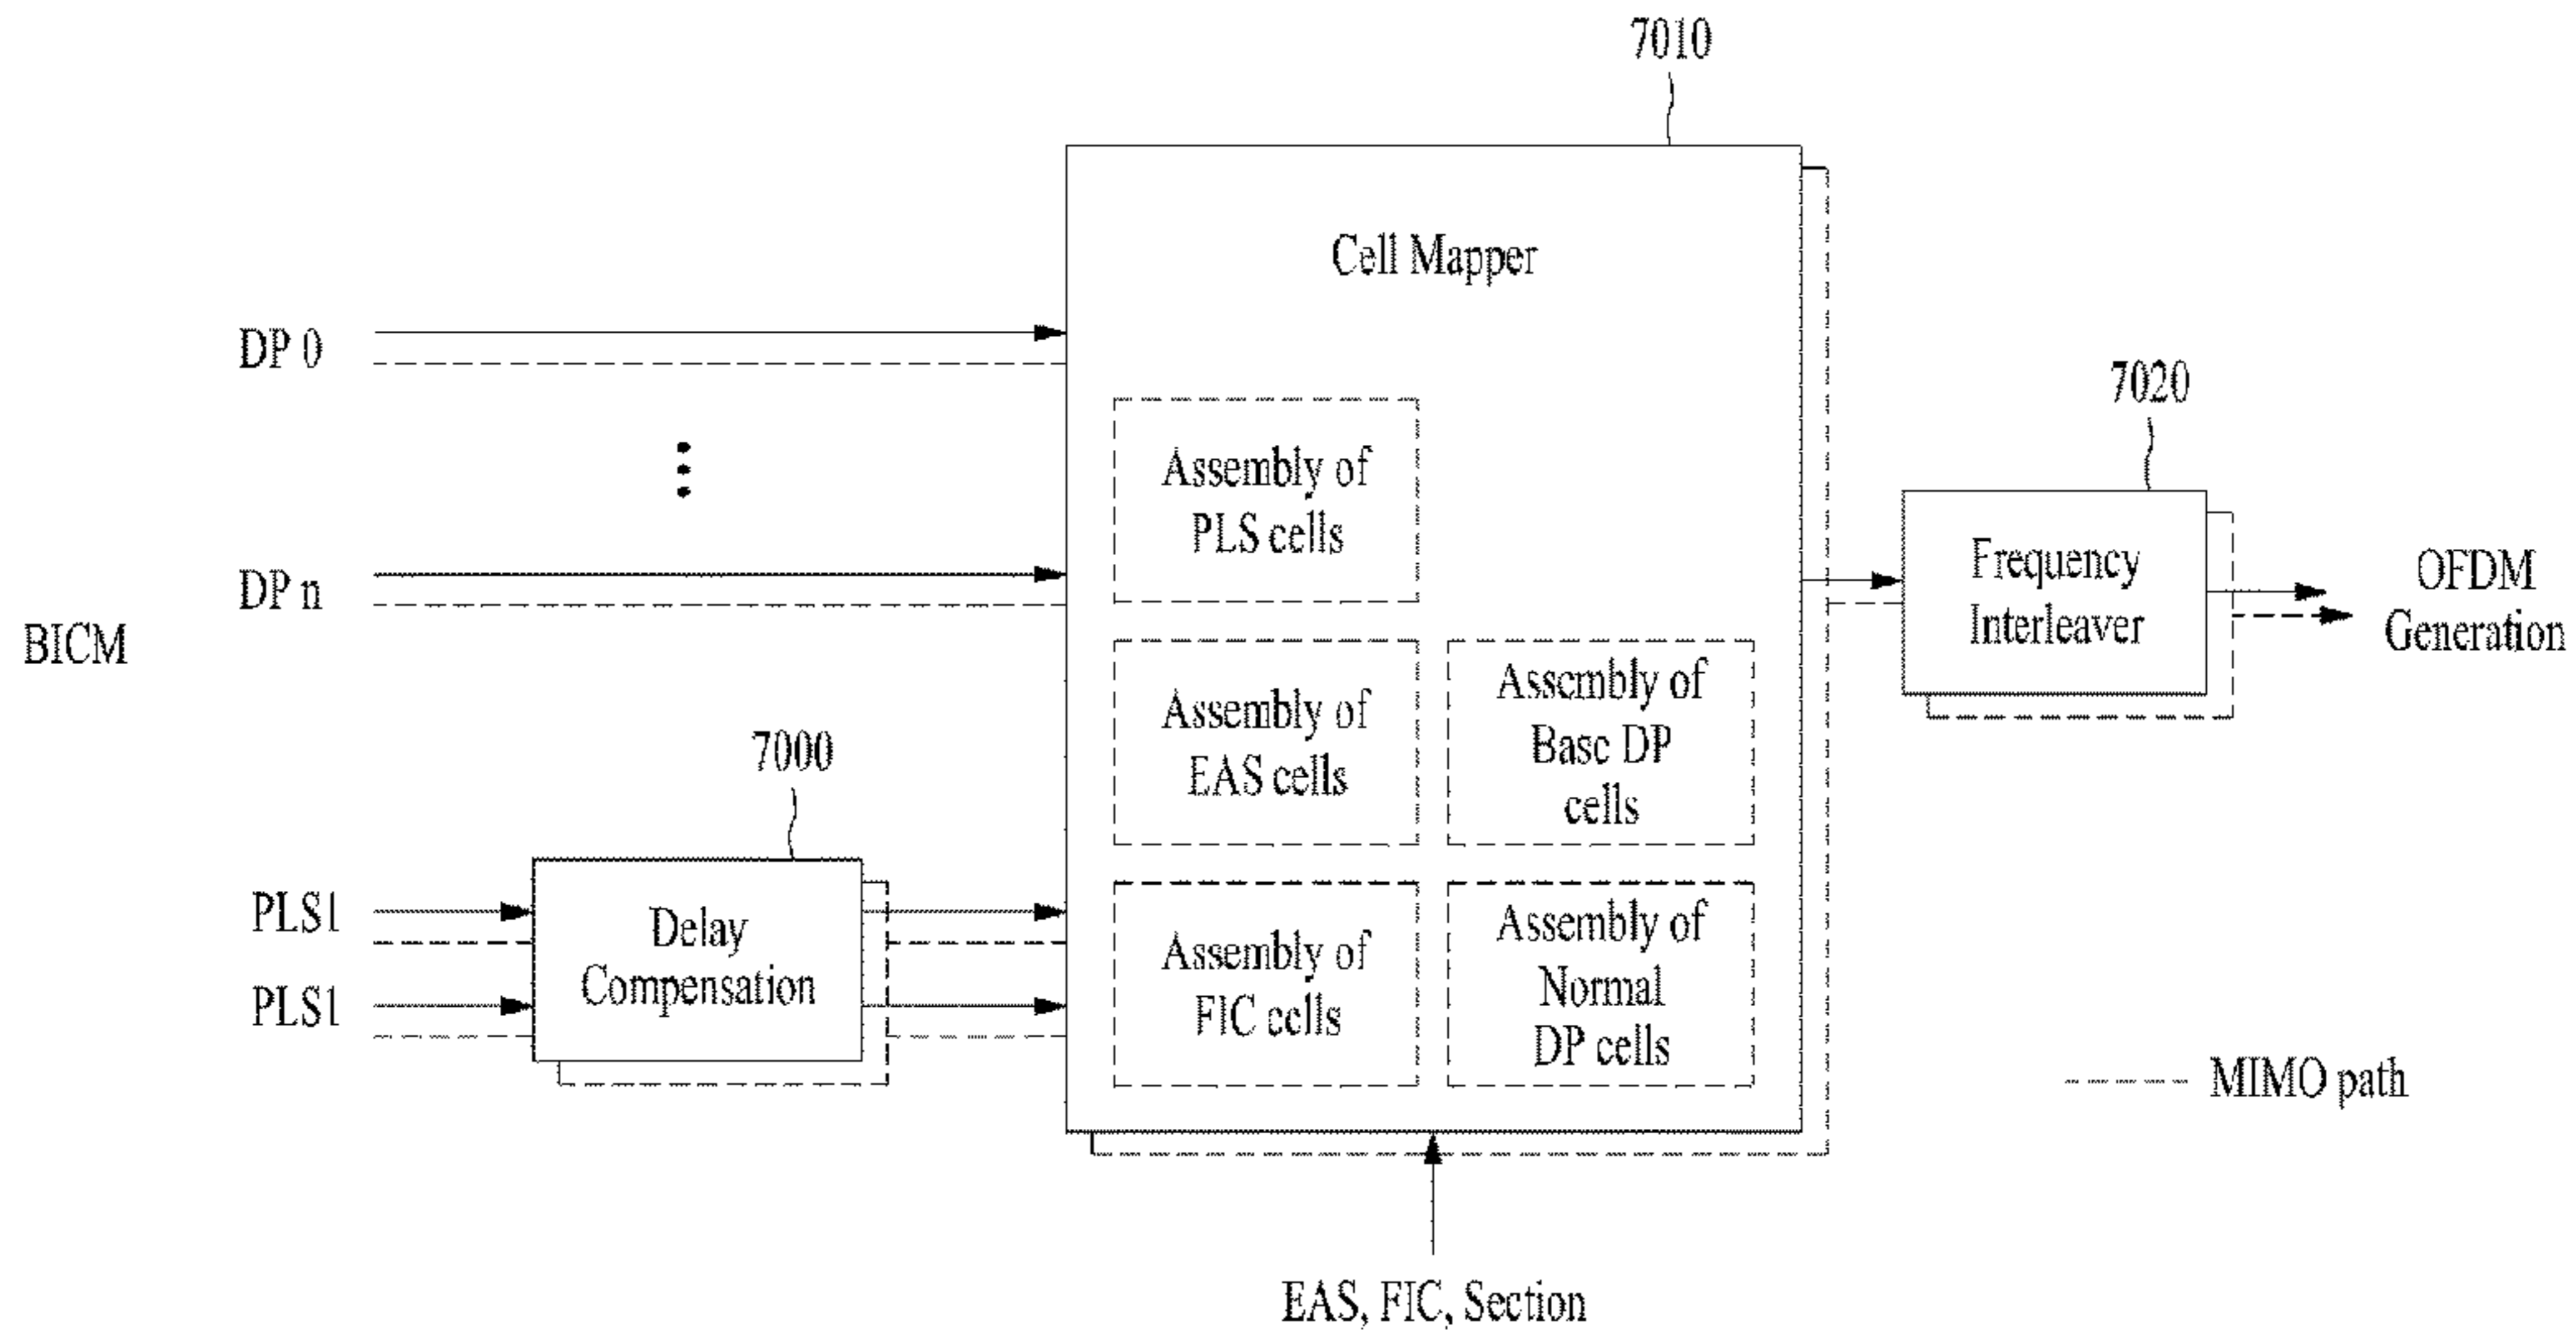 7010
Cell Mapper
DP 0
7020
Assembly of
PLS cells
Frequency
Interleaver
OFDM
Generation
DP n
BICM
Assembly of
EAS cells
Assembly of
Base DP
cells
7000
PLS1
PLS1
Delay
Compensation
Assembly of
FIC cells
Assembly of
Normal
DP cells
MIMO path
EAS, FIC, Section